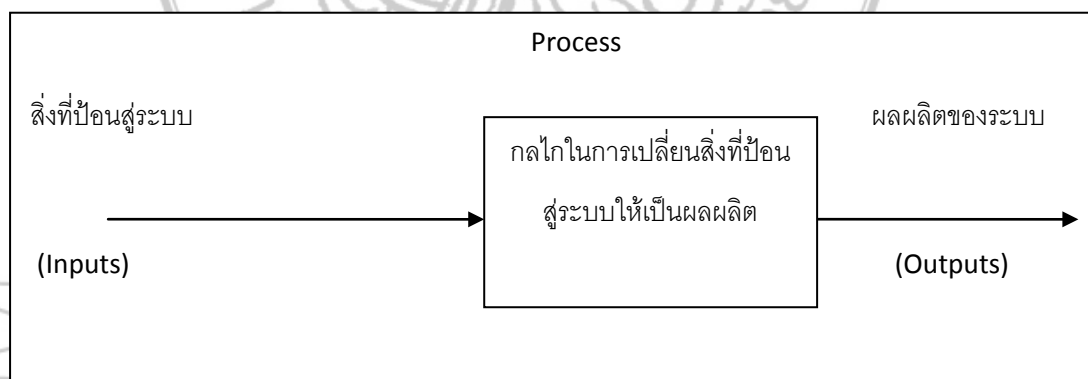 Process
สิ่งที่ป้อนสู่ระบบ
ผลผลิตของระบบ
กลไกในการเปลี่ยนสิ่งที่ป้อน
สู่ระบบให้เป็นผลผลิต
(Inputs)
(Outputs)